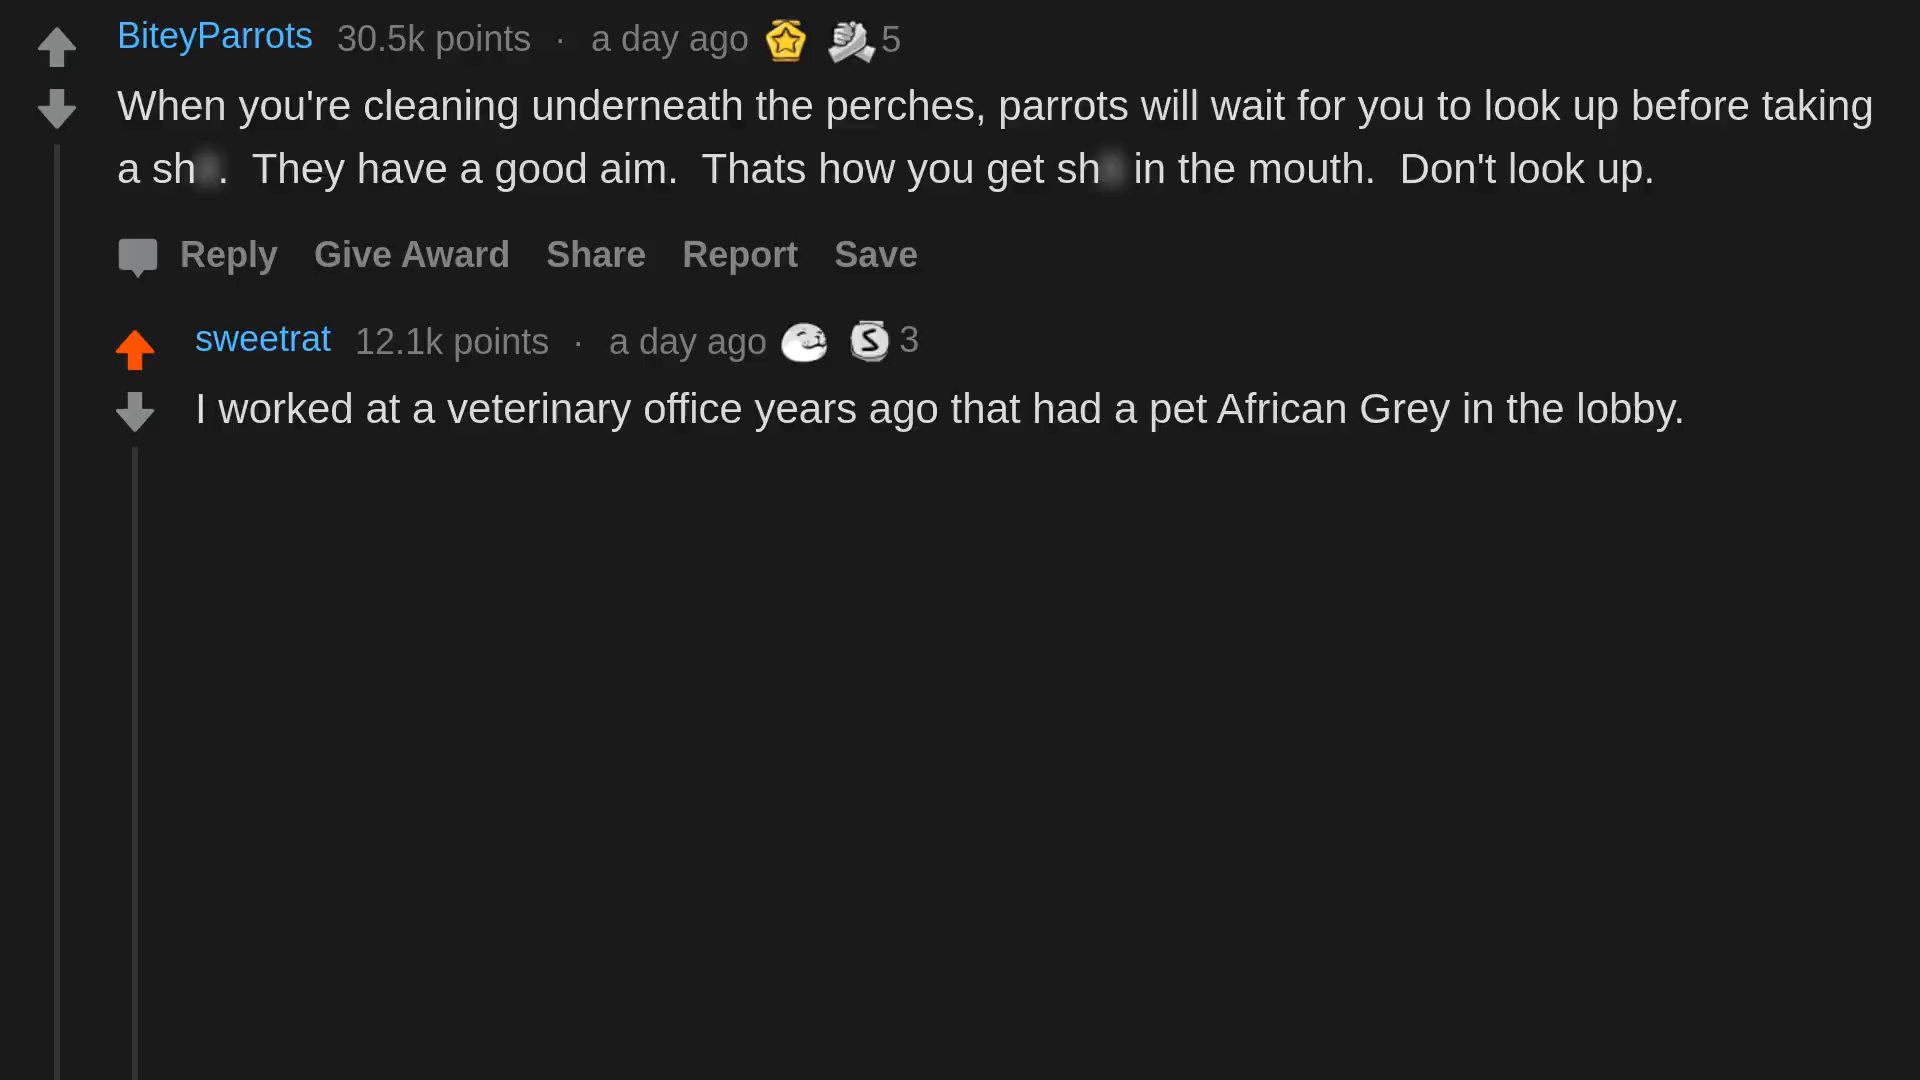 BiteyParrots 30.5k points · a day ago 5
When you're cleaning underneath the perches, parrots will wait for you to look up before taking
a sh . They have a good aim. Thats how you get sh in the mouth. Don't look up.
Reply Give Award Share Report Save
sweetrat 12.1k points · a day ago S 3
I worked at a veterinary office years ago that had a pet African Grey in the lobby.